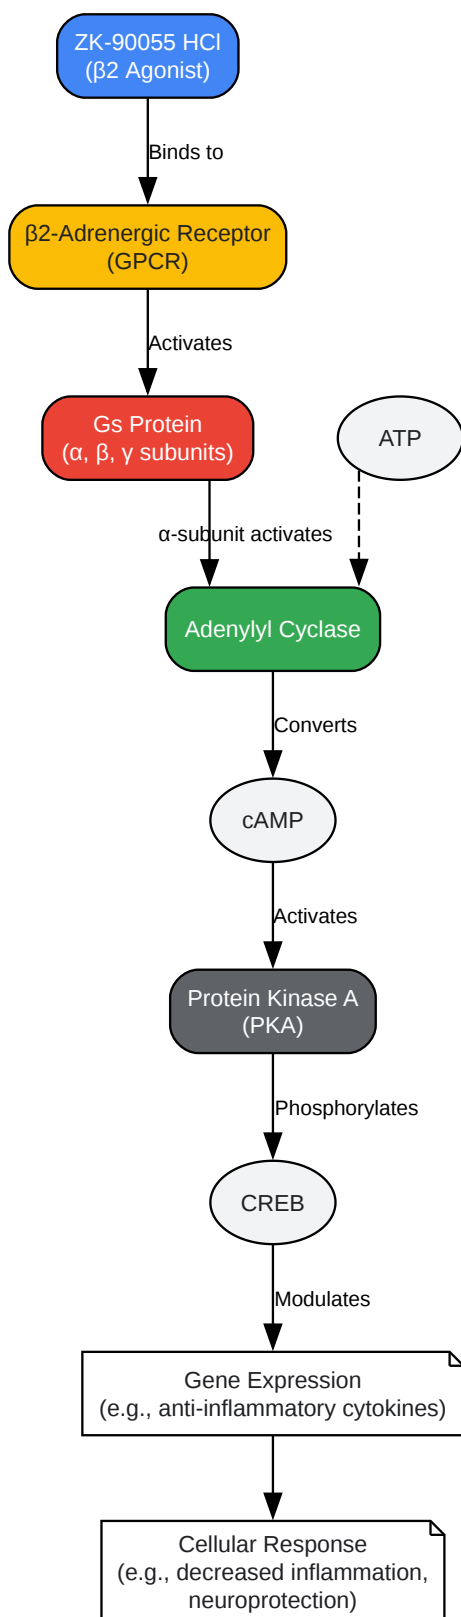 ZK-90055 HCl
(β2 Agonist)
Binds to
β2-Adrenergic Receptor
(GPCR)
Activates
Gs Protein
(α, β, γ subunits)
ATP
α-subunit activates
Adenylyl Cyclase
Converts
cAMP
Activates
Protein Kinase A
(PKA)
Phosphorylates
CREB
Modulates
Gene Expression
(e.g., anti-inflammatory cytokines)
Cellular Response
(e.g., decreased inflammation,
neuroprotection)